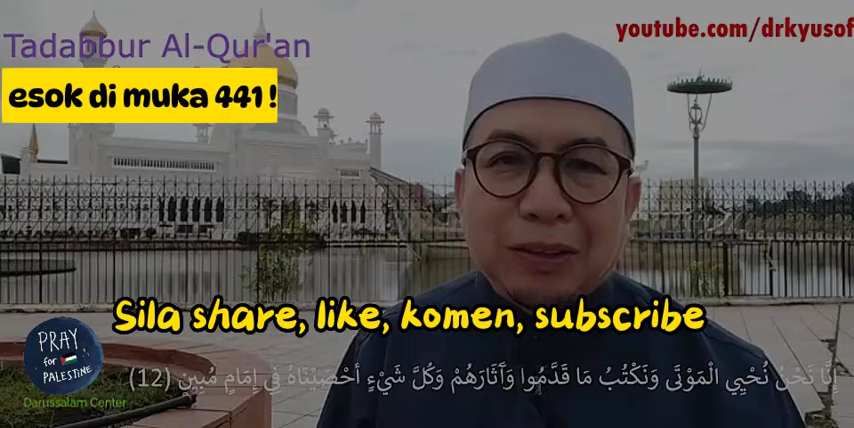 Tadabbur Al-Qur'an
youtube.com/drkyusof
esok di muka 441!
Sila share, like, komen, subscribe
PRAY
for
PALESTINE
Darussalam Center
إِنَّا نَحْنُ نُحْيِي الْمَوْتَى وَنَكْتُبُ مَا قَدَّمُوا وَآثَارَهُمْ وَكُلَّ شَيْءٍ أحْصَيْنَاهُ فِي إِمَامٍ مُبِينٍ (12)